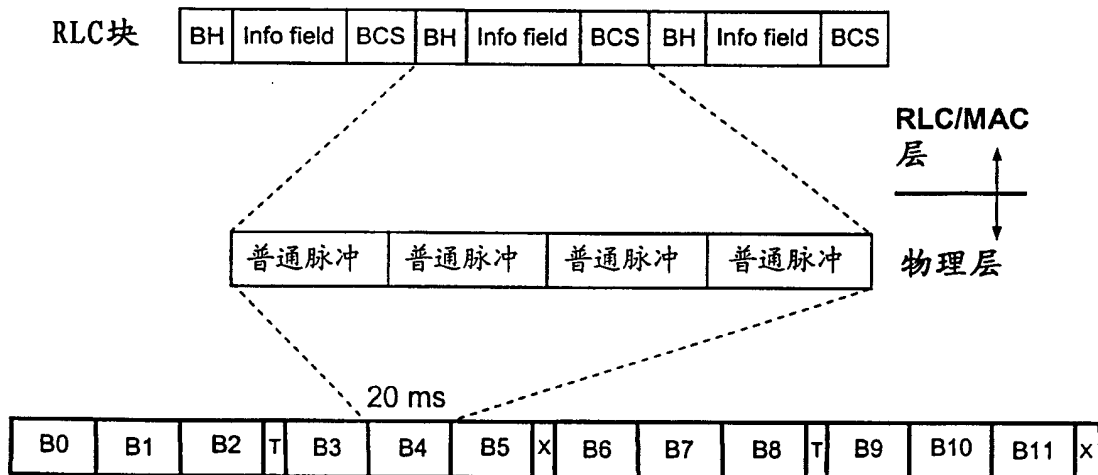 RLC块 BH Info field BCS BH Info field BCS BH Info field BCS
RLC/MAC
层
普通脉冲 普通脉冲 普通脉冲 普通脉冲
物理层
20 ms
B0 B1 B2 T B3 B4 B5 X B6 B7 B8 T B9 B10 B11 X